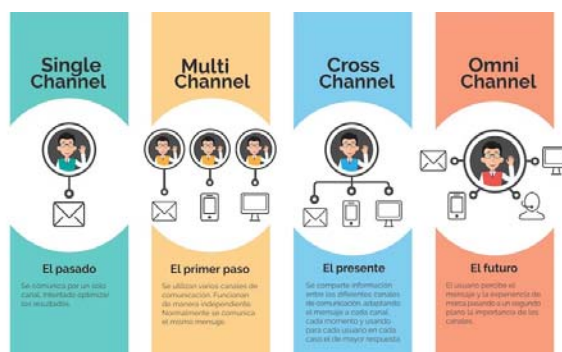 Single
Channel
Multi
Channel
Cross
Channel
Omni
Channel
El pasado
Se comunica por un solo
canal. Intentado optimizar
los resultados.
El primer paso
Se utilizan varios canales de
comunicación. Funcionan
de manera independiente.
Normalmente se comunica
el mismo mensaje.
El presente
Se comparte información
entre los diferentes canales
de comunicación, adaptando
el mensaje a cada canal,
cada momento y usando
para cada usuario en cada
caso el de mayor respuesta.
El futuro
El usuario percibe el
mensaje y la experiencia de
marca pasando a un segundo
plano la importancia de los
canales.